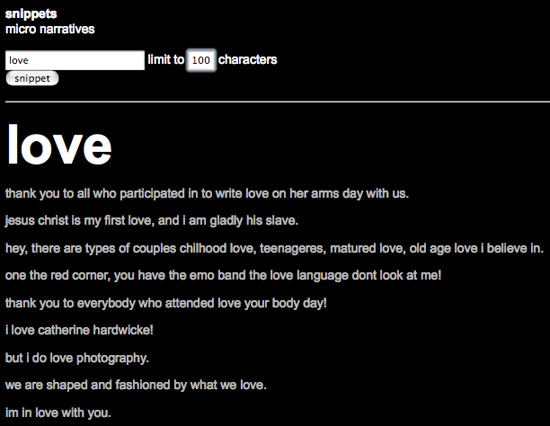 snippets
micro narratives
love limit to 100 characters
snippet
love
thank you to all who participated in to write love on her arms day with us.
jesus christ is my first love, and i am gladly his slave.
hey, there are types of couples chilhood love, teenageres, matured love, old age love i believe in.
one the red corner, you have the emo band the love language dont look at me!
thank you to everybody who attended love your body day!
i love catherine hardwicke!
but i do love photography.
we are shaped and fashioned by what we love.
im in love with you.